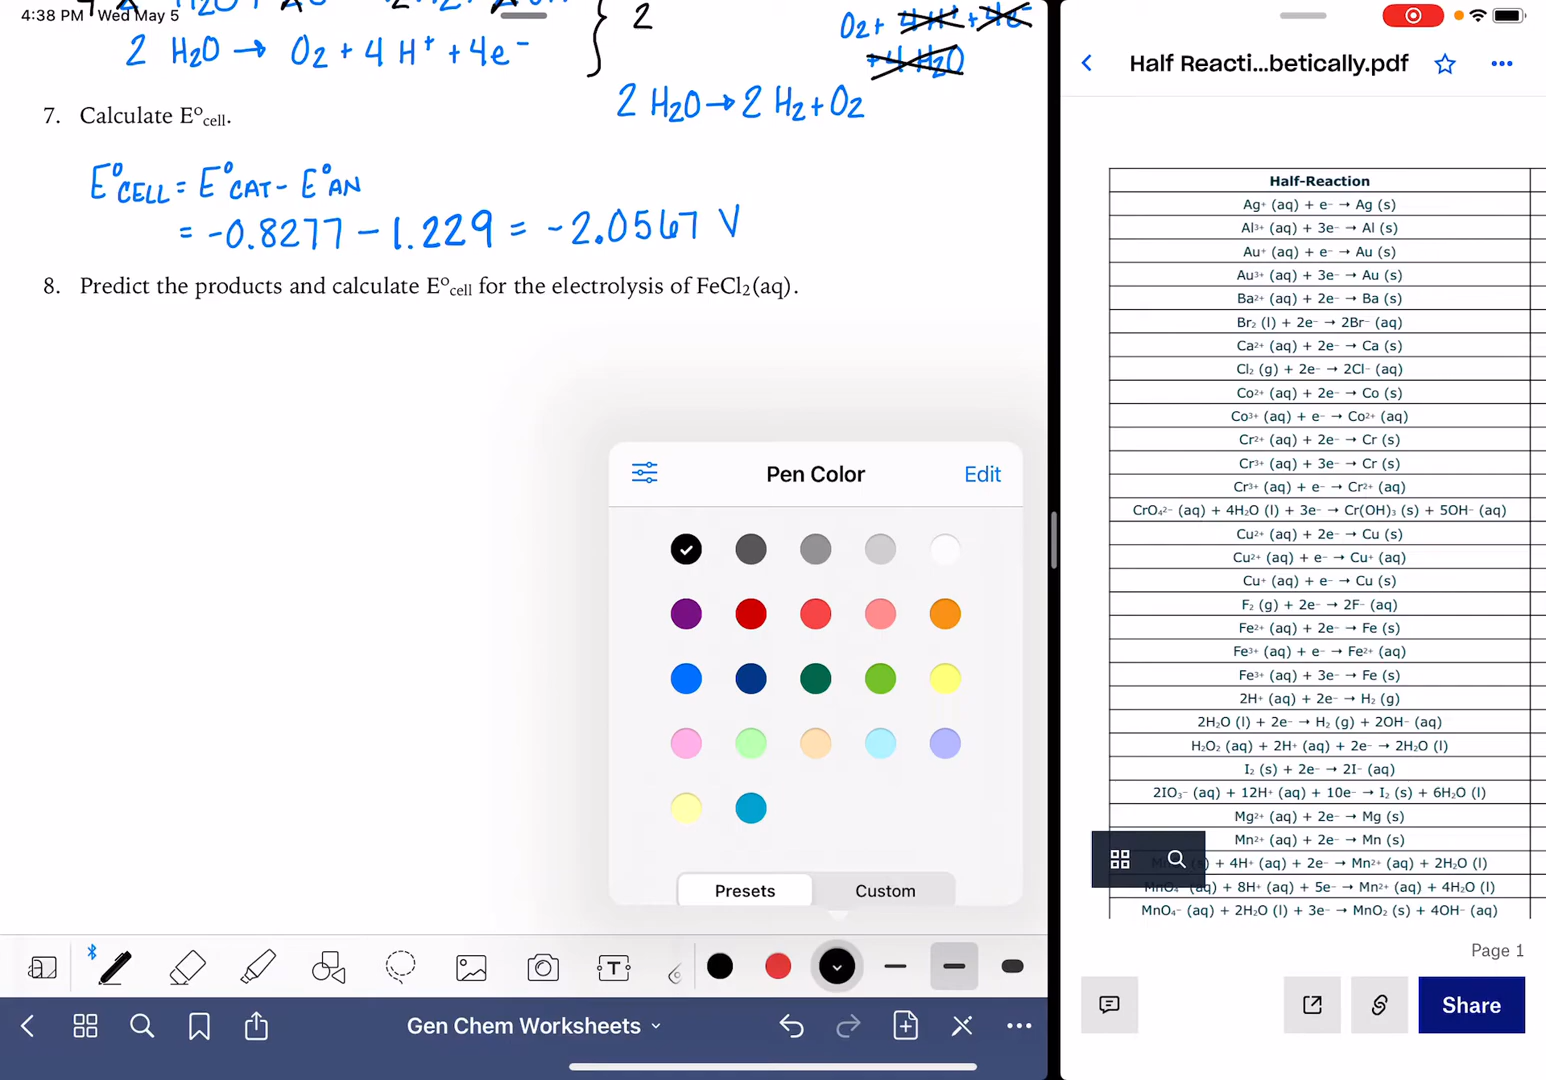 4:38 PM Wed May 5
2 H₂O → O₂ + 4 H⁺ + 4e⁻
} 2
O₂ + 4 H⁺ + 4e⁻
+ 4 H₂O
2 H₂O → 2 H₂ + O₂
7. Calculate E°cell.
E°CELL = E°CAT - E°AN
= -0.8277 - 1.229 = -2.0567 V
8. Predict the products and calculate E°cell for the electrolysis of FeCl₂(aq).
Pen Color
Edit
Presets
Custom
T
Gen Chem Worksheets
Half Reacti...betically.pdf
Half-Reaction
Ag⁺ (aq) + e⁻ → Ag (s)
Al³⁺ (aq) + 3e⁻ → Al (s)
Au⁺ (aq) + e⁻ → Au (s)
Au³⁺ (aq) + 3e⁻ → Au (s)
Ba²⁺ (aq) + 2e⁻ → Ba (s)
Br₂ (l) + 2e⁻ → 2Br⁻ (aq)
Ca²⁺ (aq) + 2e⁻ → Ca (s)
Cl₂ (g) + 2e⁻ → 2Cl⁻ (aq)
Co²⁺ (aq) + 2e⁻ → Co (s)
Co³⁺ (aq) + e⁻ → Co²⁺ (aq)
Cr²⁺ (aq) + 2e⁻ → Cr (s)
Cr³⁺ (aq) + 3e⁻ → Cr (s)
Cr³⁺ (aq) + e⁻ → Cr²⁺ (aq)
CrO₄²⁻ (aq) + 4H₂O (l) + 3e⁻ → Cr(OH)₃ (s) + 5OH⁻ (aq)
Cu²⁺ (aq) + 2e⁻ → Cu (s)
Cu²⁺ (aq) + e⁻ → Cu⁺ (aq)
Cu⁺ (aq) + e⁻ → Cu (s)
F₂ (g) + 2e⁻ → 2F⁻ (aq)
Fe²⁺ (aq) + 2e⁻ → Fe (s)
Fe³⁺ (aq) + e⁻ → Fe²⁺ (aq)
Fe³⁺ (aq) + 3e⁻ → Fe (s)
2H⁺ (aq) + 2e⁻ → H₂ (g)
2H₂O (l) + 2e⁻ → H₂ (g) + 2OH⁻ (aq)
H₂O₂ (aq) + 2H⁺ (aq) + 2e⁻ → 2H₂O (l)
I₂ (s) + 2e⁻ → 2I⁻ (aq)
2IO₃⁻ (aq) + 12H⁺ (aq) + 10e⁻ → I₂ (s) + 6H₂O (l)
Mg²⁺ (aq) + 2e⁻ → Mg (s)
Mn²⁺ (aq) + 2e⁻ → Mn (s)
(s) + 4H⁺ (aq) + 2e⁻ → Mn²⁺ (aq) + 2H₂O (l)
MnO₄⁻ (aq) + 8H⁺ (aq) + 5e⁻ → Mn²⁺ (aq) + 4H₂O (l)
MnO₄⁻ (aq) + 2H₂O (l) + 3e⁻ → MnO₂ (s) + 4OH⁻ (aq)
Page 1
Share